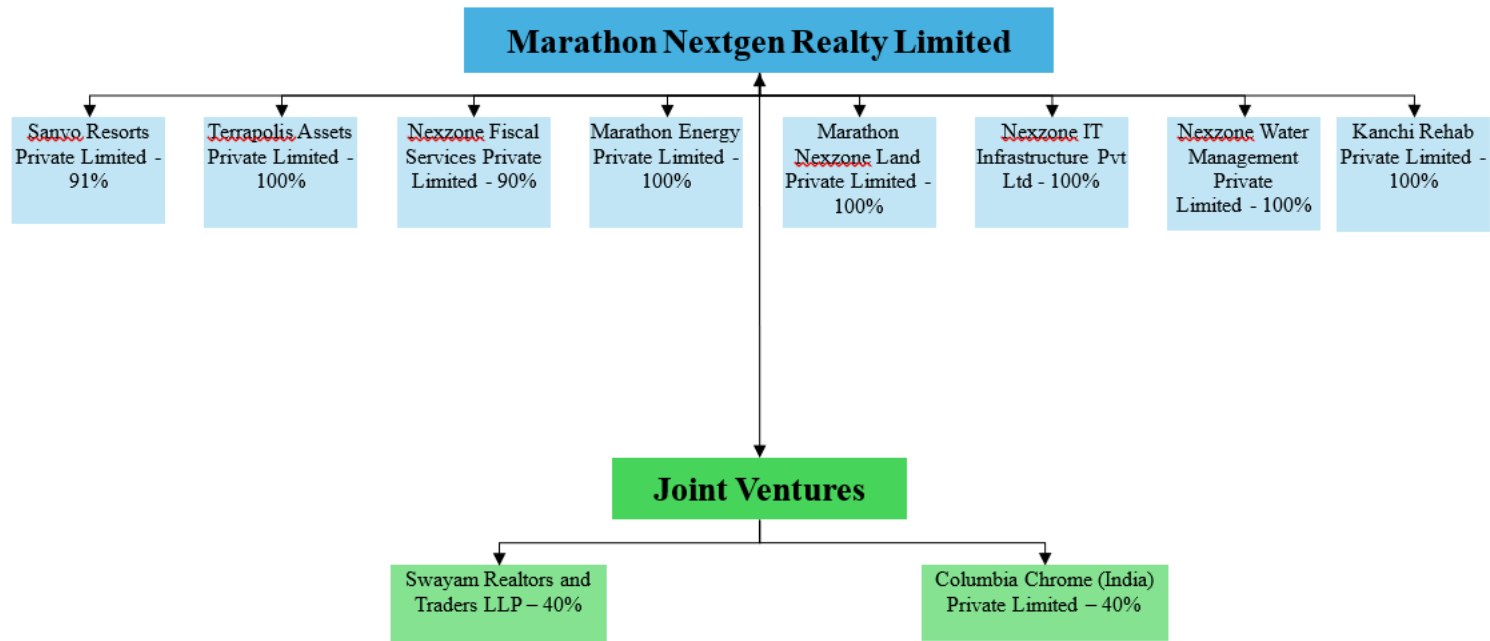 Marathon Nextgen Realty Limited
Sanvo Resorts
Private Limited -
91%
Terrapolis Assets
Private Limited -
100%
Nexzone Fiscal
Services Private
Limited - 90%
Marathon Energy
Private Limited -
100%
Marathon
Nexzone Land
Private Limited -
100%
Nexzone IT
Infrastructure Pvt
Ltd - 100%
Nexzone Water
Management
Private
Limited - 100%
Kanchi Rehab
Private Limited -
100%
Joint Ventures
Swayam Realtors and
Traders LLP – 40%
Columbia Chrome (India)
Private Limited – 40%